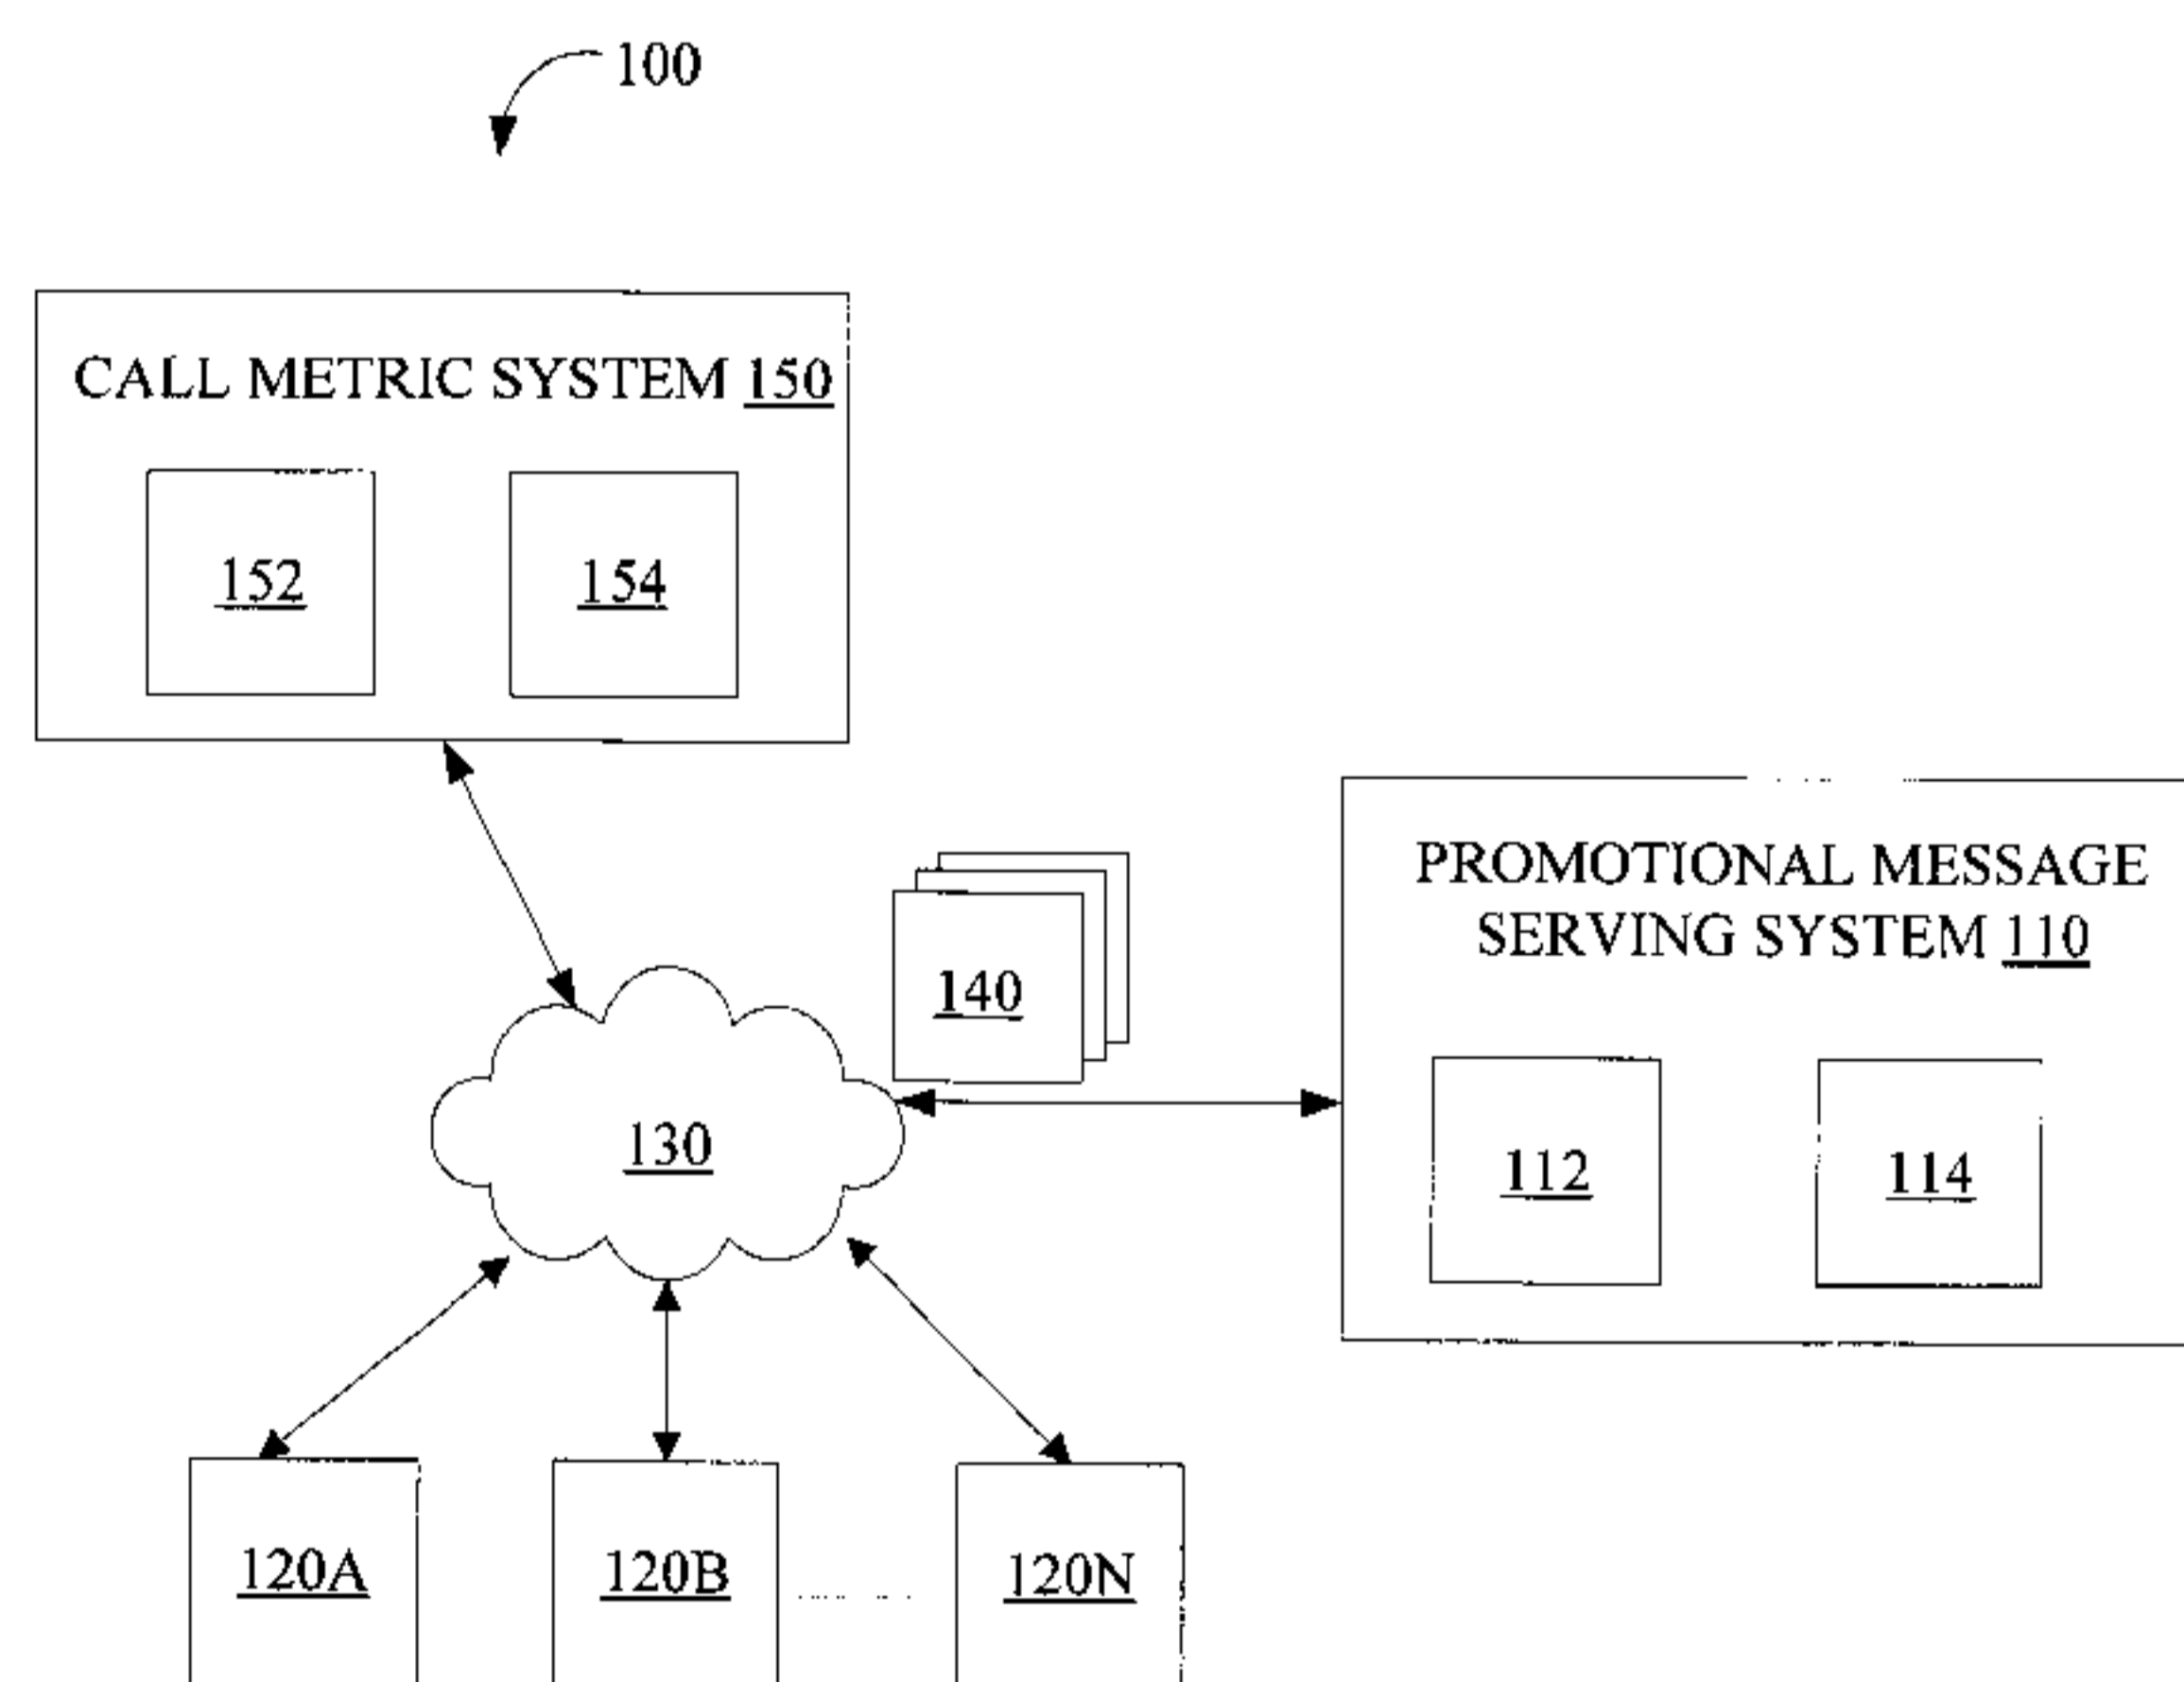 100
CALL METRIC SYSTEM 150
152
154
140
PROMOTIONAL MESSAGE
SERVING SYSTEM 110
130
112
114
120A
120B
120N